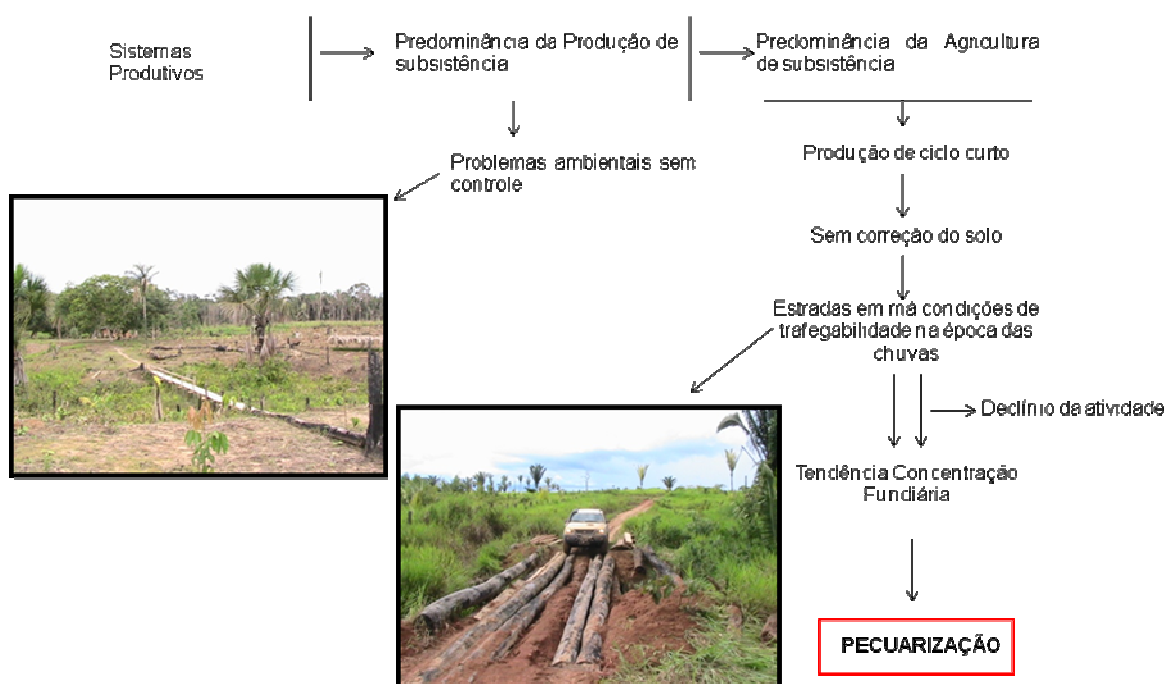 Sistemas
Produtivos
Predominância da Produção de
subsistência
Predominância da Agricultura
de subsistência
Problemas ambientais sem
controle
Produção de ciclo curto
Sem correção do solo
Estradas em má condições de
trafegabilidade na época das
chuvas
Declínio da atividade
Tendência Concentração
Fundiária
PECUARIZAÇÃO